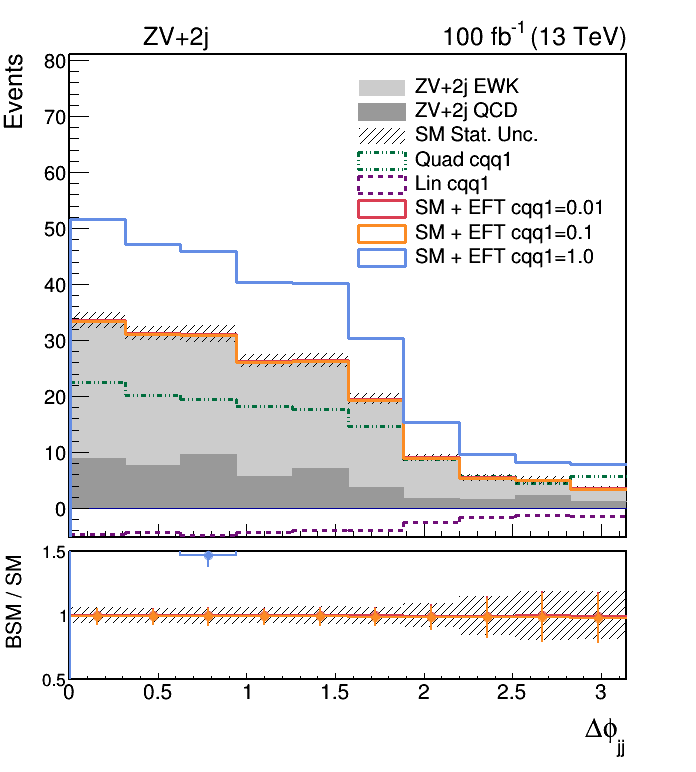 ZV+2j 100 fb-1 (13 TeV)
Events
80
70
60
50
40
30
20
10
0
ZV+2j EWK
ZV+2j QCD
SM Stat. Unc.
Quad cqq1
Lin cqq1
SM + EFT cqq1=0.01
SM + EFT cqq1=0.1
SM + EFT cqq1=1.0
BSM / SM
1.5
1
0.5
0 0.5 1 1.5 2 2.5 3
Δϕjj